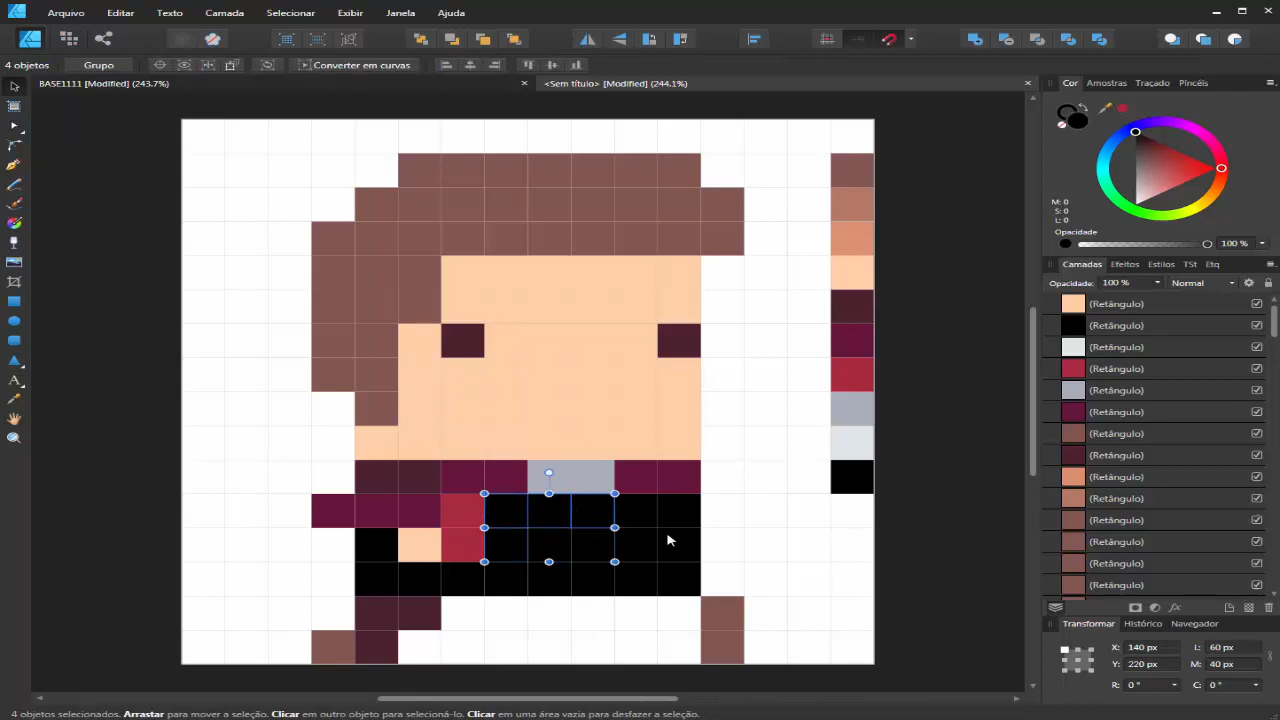 Arquivo Editar Texto Camada Selecionar Exibir Janela Ajuda
4 objetos Grupo Converter em curvas
BASE1111 [Modified] (243.7%) <Sem título> [Modified] (244.1%)
Cor Amostras Traçado Pincéis
M: 0
S: 0
L: 0
Opacidade
100 %
Camadas Efeitos Estilos TSt Etq
Opacidade: 100 % Normal
(Retângulo)
(Retângulo)
(Retângulo)
(Retângulo)
(Retângulo)
(Retângulo)
(Retângulo)
(Retângulo)
(Retângulo)
(Retângulo)
(Retângulo)
(Retângulo)
(Retângulo)
(Retângulo)
Transformar Histórico Navegador
X: 140 px L: 60 px
Y: 220 px M: 40 px
R: 0 ° C: 0 °
4 objetos selecionados. Arrastar para mover a seleção. Clicar em outro objeto para selecioná-lo. Clicar em uma área vazia para desfazer a seleção.